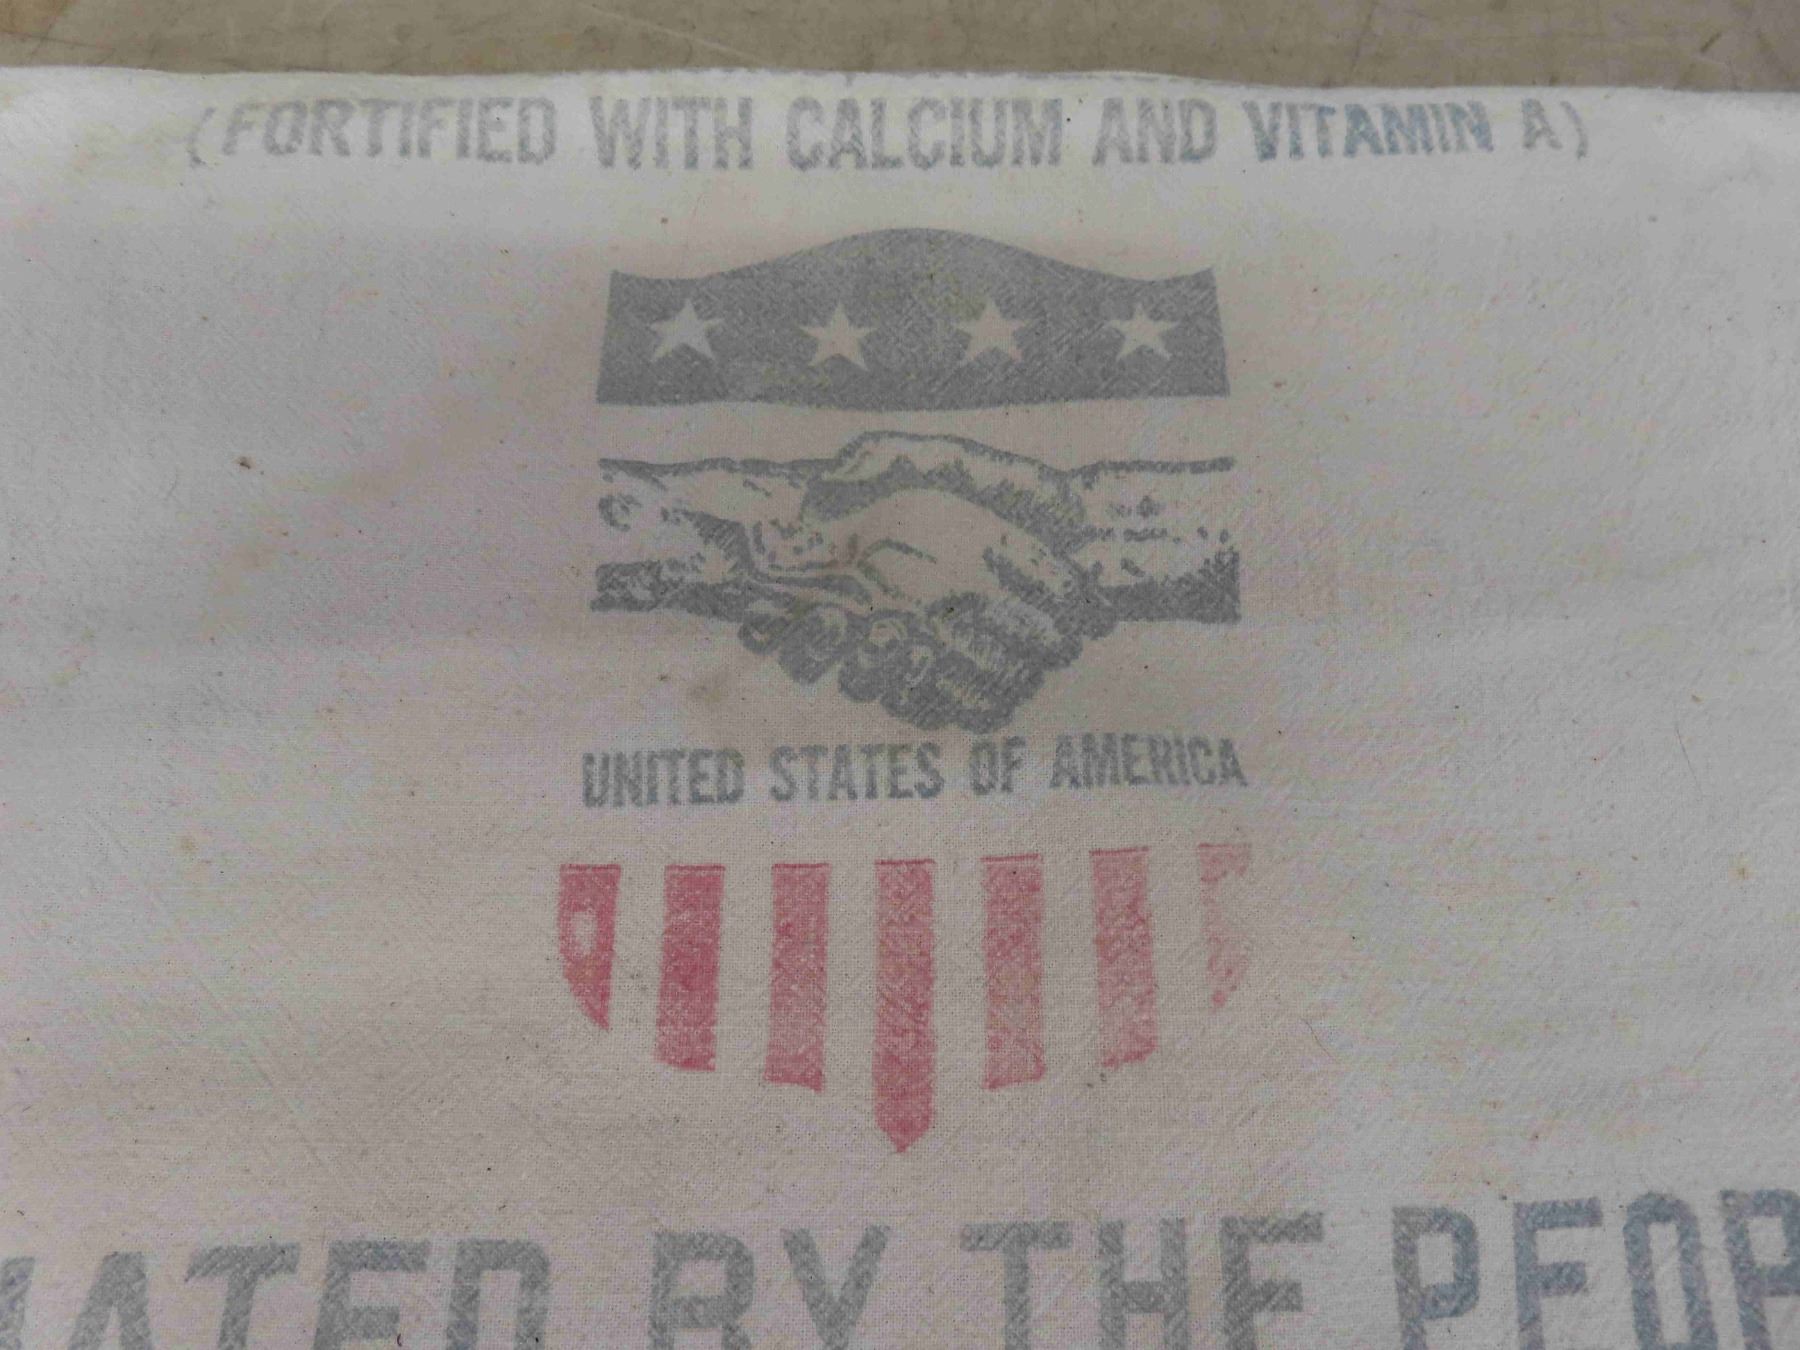 (FORTIFIED WITH CALCIUM AND VITAMIN A)
UNITED STATES OF AMERICA
BY THE